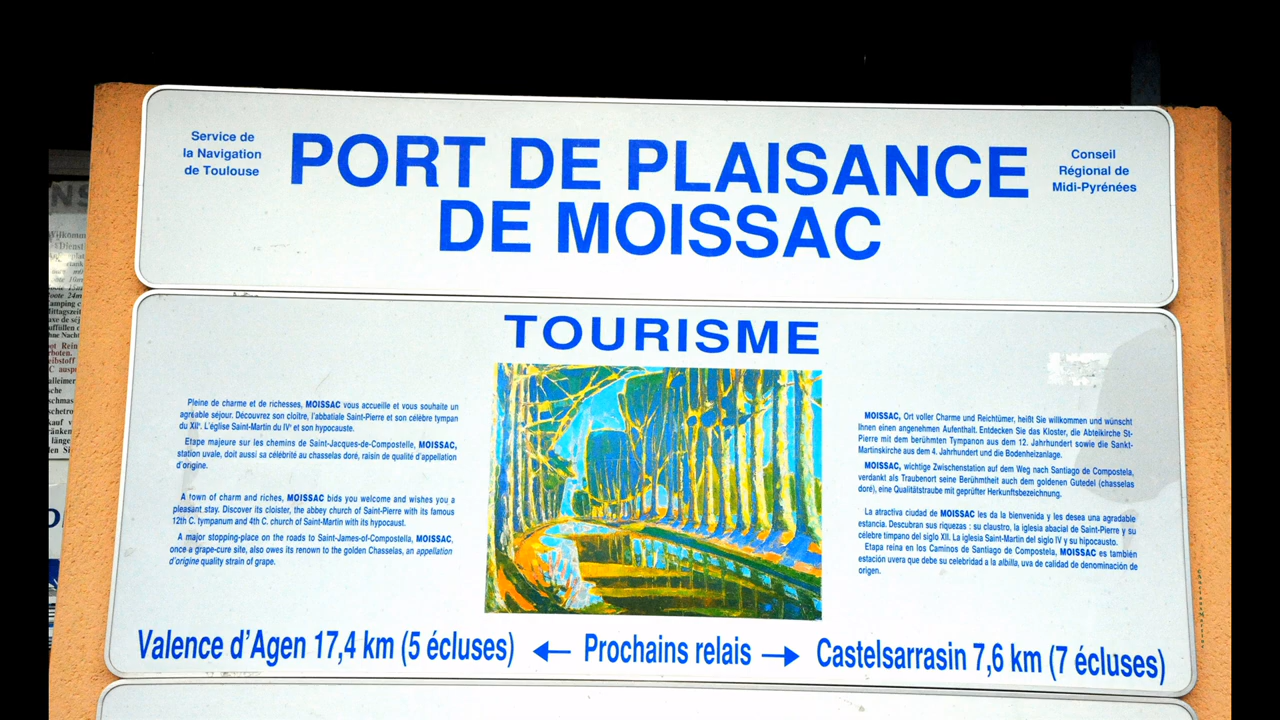 Service de
la Navigation
de Toulouse
PORT DE PLAISANCE
DE MOISSAC
Conseil
Régional de
Midi-Pyrénées
TOURISME
Pleine de charme et de richesses, MOISSAC vous accueille et vous souhaite un
agréable séjour. Découvrez son cloître, l'abbatiale Saint-Pierre et son célèbre tympan
du XIIe. L'église Saint-Martin du IVe et son hypocauste.
Etape majeure sur les chemins de Saint-Jacques-de-Compostelle, MOISSAC,
station uvale, doit aussi sa célébrité au chasselas doré, raisin de qualité d'appellation
d'origine.
A town of charm and riches, MOISSAC bids you welcome and wishes you a
pleasant stay. Discover its cloister, the abbey church of Saint-Pierre with its famous
12th C. tympanum and 4th C. church of Saint-Martin with its hypocaust.
A major stopping-place on the roads to Saint-James-of-Compostella, MOISSAC,
once a grape-cure site, also owes its renown to the golden Chasselas, an appellation
d'origine quality strain of grape.
MOISSAC, Ort voller Charme und Reichtümer, heißt Sie willkommen und wünscht
Ihnen einen angenehmen Aufenthalt. Entdecken Sie das Kloster, die Abteikirche St-
Pierre mit dem berühmten Tympanon aus dem 12. Jahrhundert sowie die Sankt-
Martinskirche aus dem 4. Jahrhundert und die Bodenheizanlage.
MOISSAC, wichtige Zwischenstation auf dem Weg nach Santiago de Compostela,
verdankt als Traubenort seine Berühmtheit auch dem goldenen Gutedel (chasselas
doré), eine Qualitätstraube mit geprüfter Herkunftsbezeichnung.
La atractiva ciudad de MOISSAC les da la bienvenida y les desea una agradable
estancia. Descubran sus riquezas : su claustro, la iglesia abacial de Saint-Pierre y su
célebre timpano del siglo XII. La iglesia Saint-Martin del siglo IV y su hipocausto.
Etapa reina en los Caminos de Santiago de Compostela, MOISSAC es también
estación uvera que debe su celebridad a la albilla, uva de calidad de denominación de
origen.
Valence d'Agen 17,4 km (5 écluses) ← Prochains relais → Castelsarrasin 7,6 km (7 écluses)